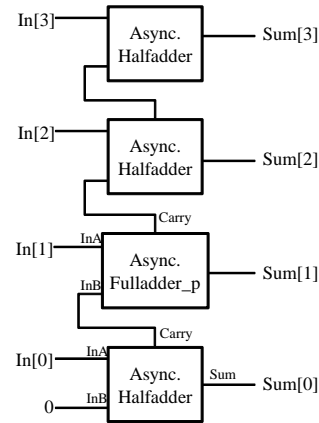 In[3]
Async.
Halfadder
Sum[3]
In[2]
Async.
Halfadder
Sum[2]
Carry
In[1]
InA
InB
Async.
Fulladder_p
Sum[1]
Carry
In[0]
InA
0
InB
Async.
Halfadder
Sum
Sum[0]